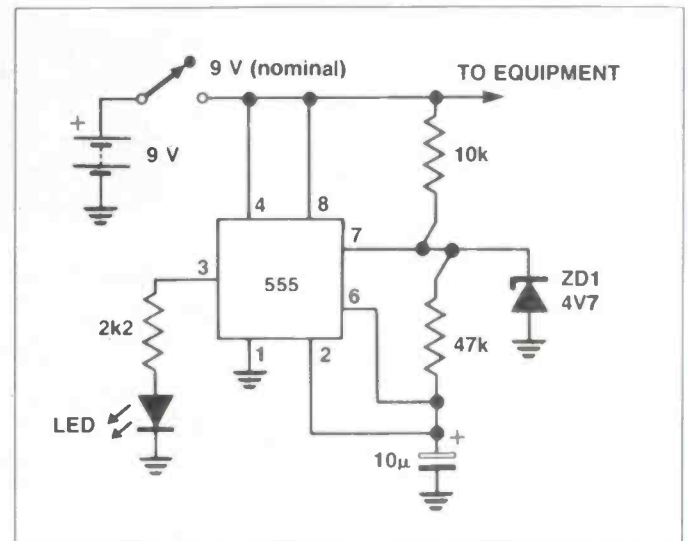 9 V (nominal)
TO EQUIPMENT
+
9 V
10k
4
8
7
3
555
6
ZD1
4V7
2k2
47k
1
2
LED
+
10μ